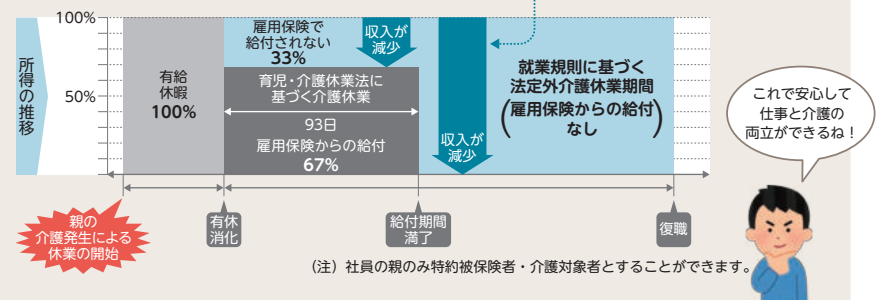 100%
50%
所得の推移
有給
休暇
100%
雇用保険で
給付されない
33%
収入が
減少
育児・介護休業法に
基づく介護休業
93日
雇用保険からの給付
67%
収入が
減少
就業規則に基づく
法定外介護休業期間
(雇用保険からの給付
なし)
これで安心して
仕事と介護の
両立ができるね！
親の
介護発生による
休業の開始
有休
消化
給付期間
満了
復職
（注）社員の親のみ特約被保険者・介護対象者とすることができます。